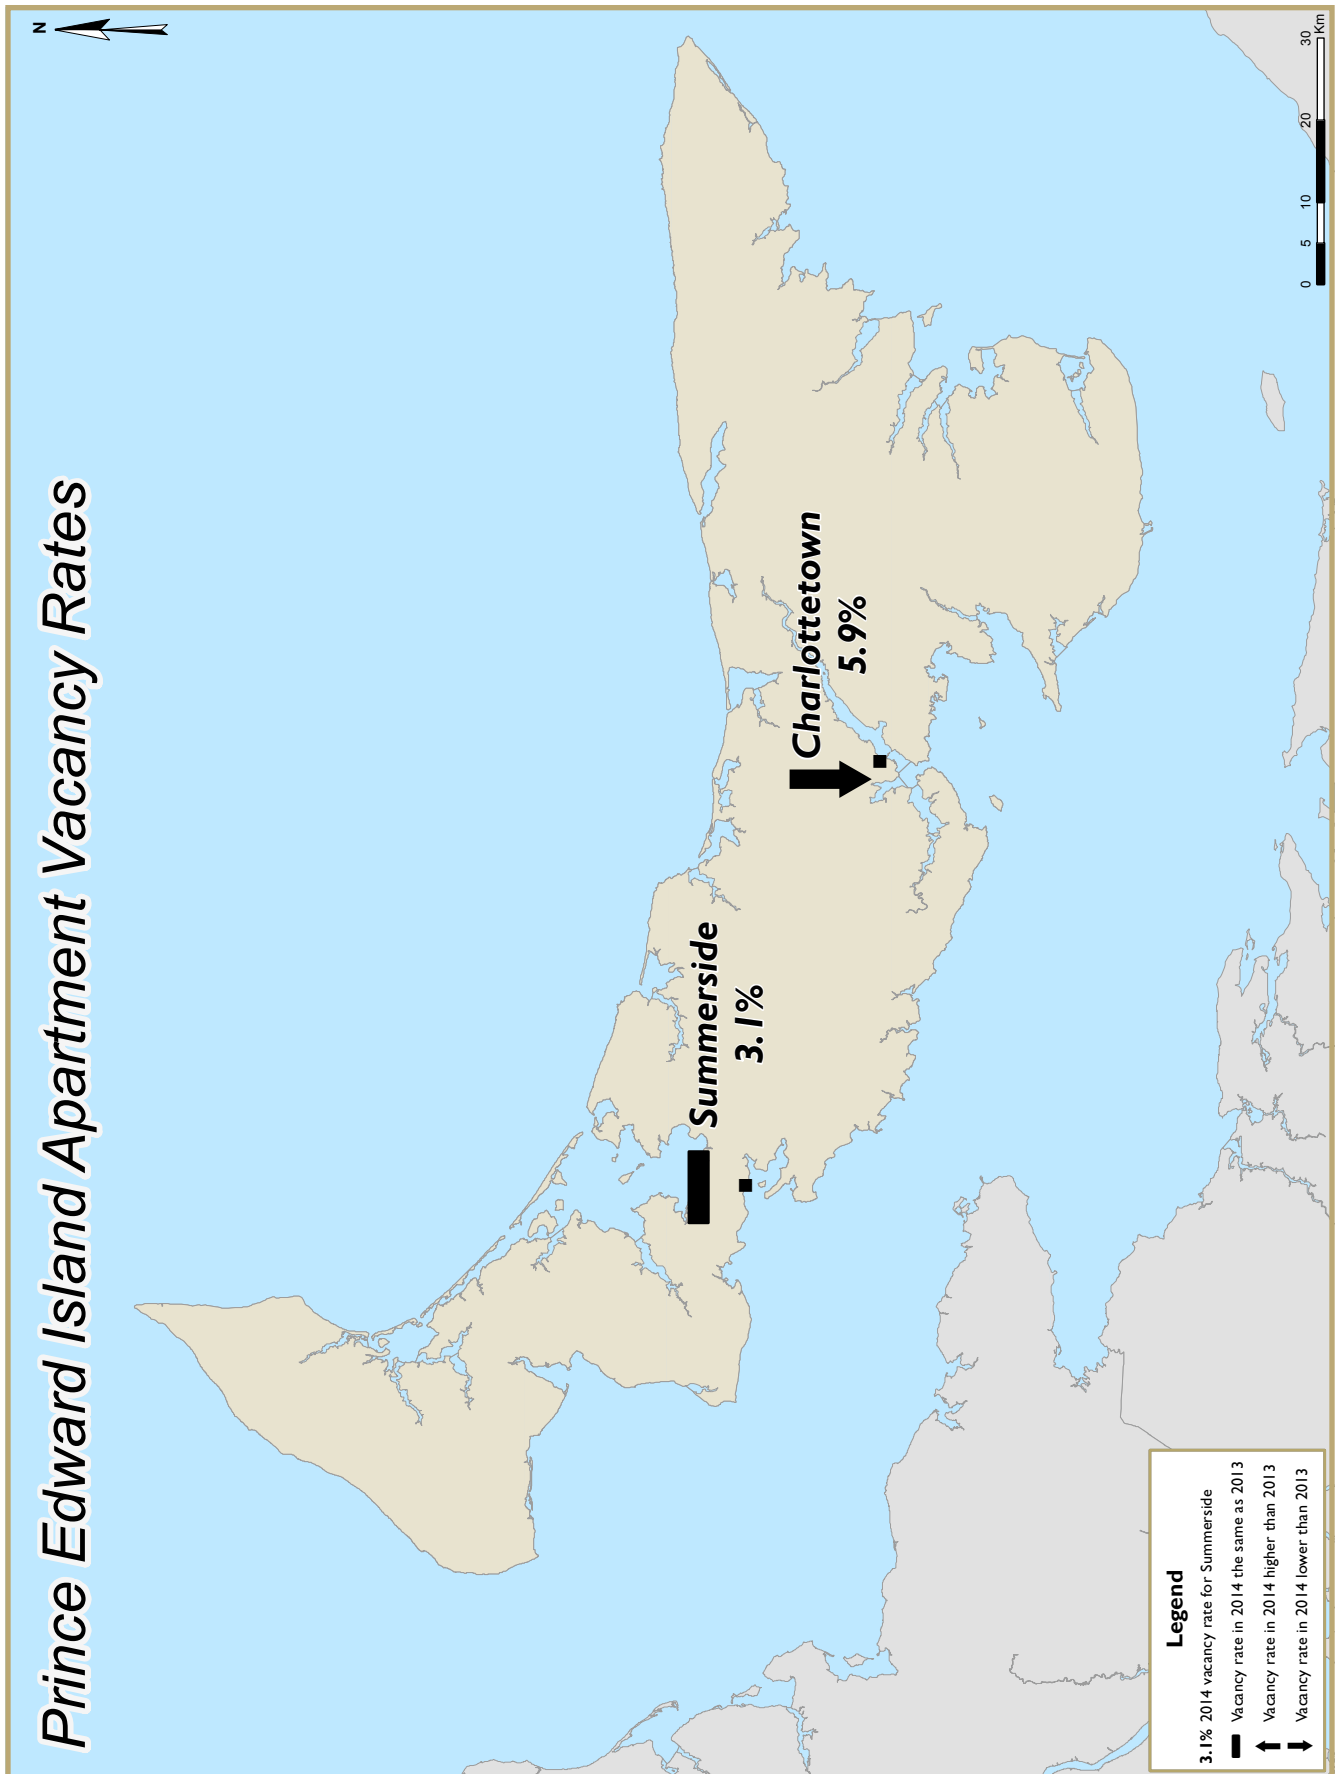 Prince Edward Island Apartment Vacancy Rates
N
Summerside
3.1%
Charlottetown
5.9%
Legend
3.1% 2014 vacancy rate for Summerside
Vacancy rate in 2014 the same as 2013
Vacancy rate in 2014 higher than 2013
Vacancy rate in 2014 lower than 2013
0 5 10 20 30
Km